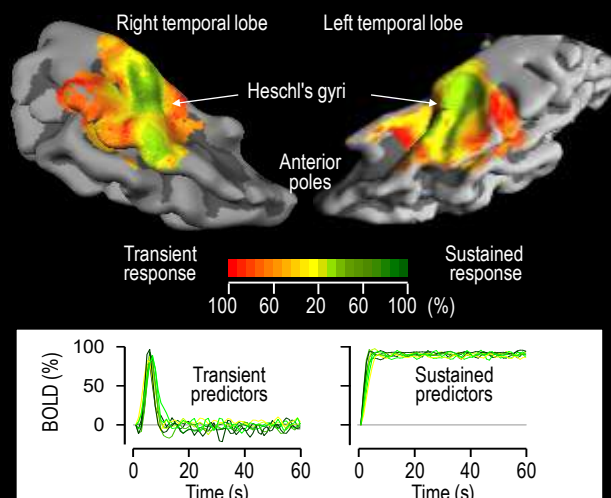 Right temporal lobe
Left temporal lobe
Heschl's gyri
Anterior
poles
Transient
response
Sustained
response
100 60 20 60 100 (%)
BOLD (%)
100
50
0
Transient
predictors
0 20 40 60
Time (s)
Sustained
predictors
0 20 40 60
Time (s)